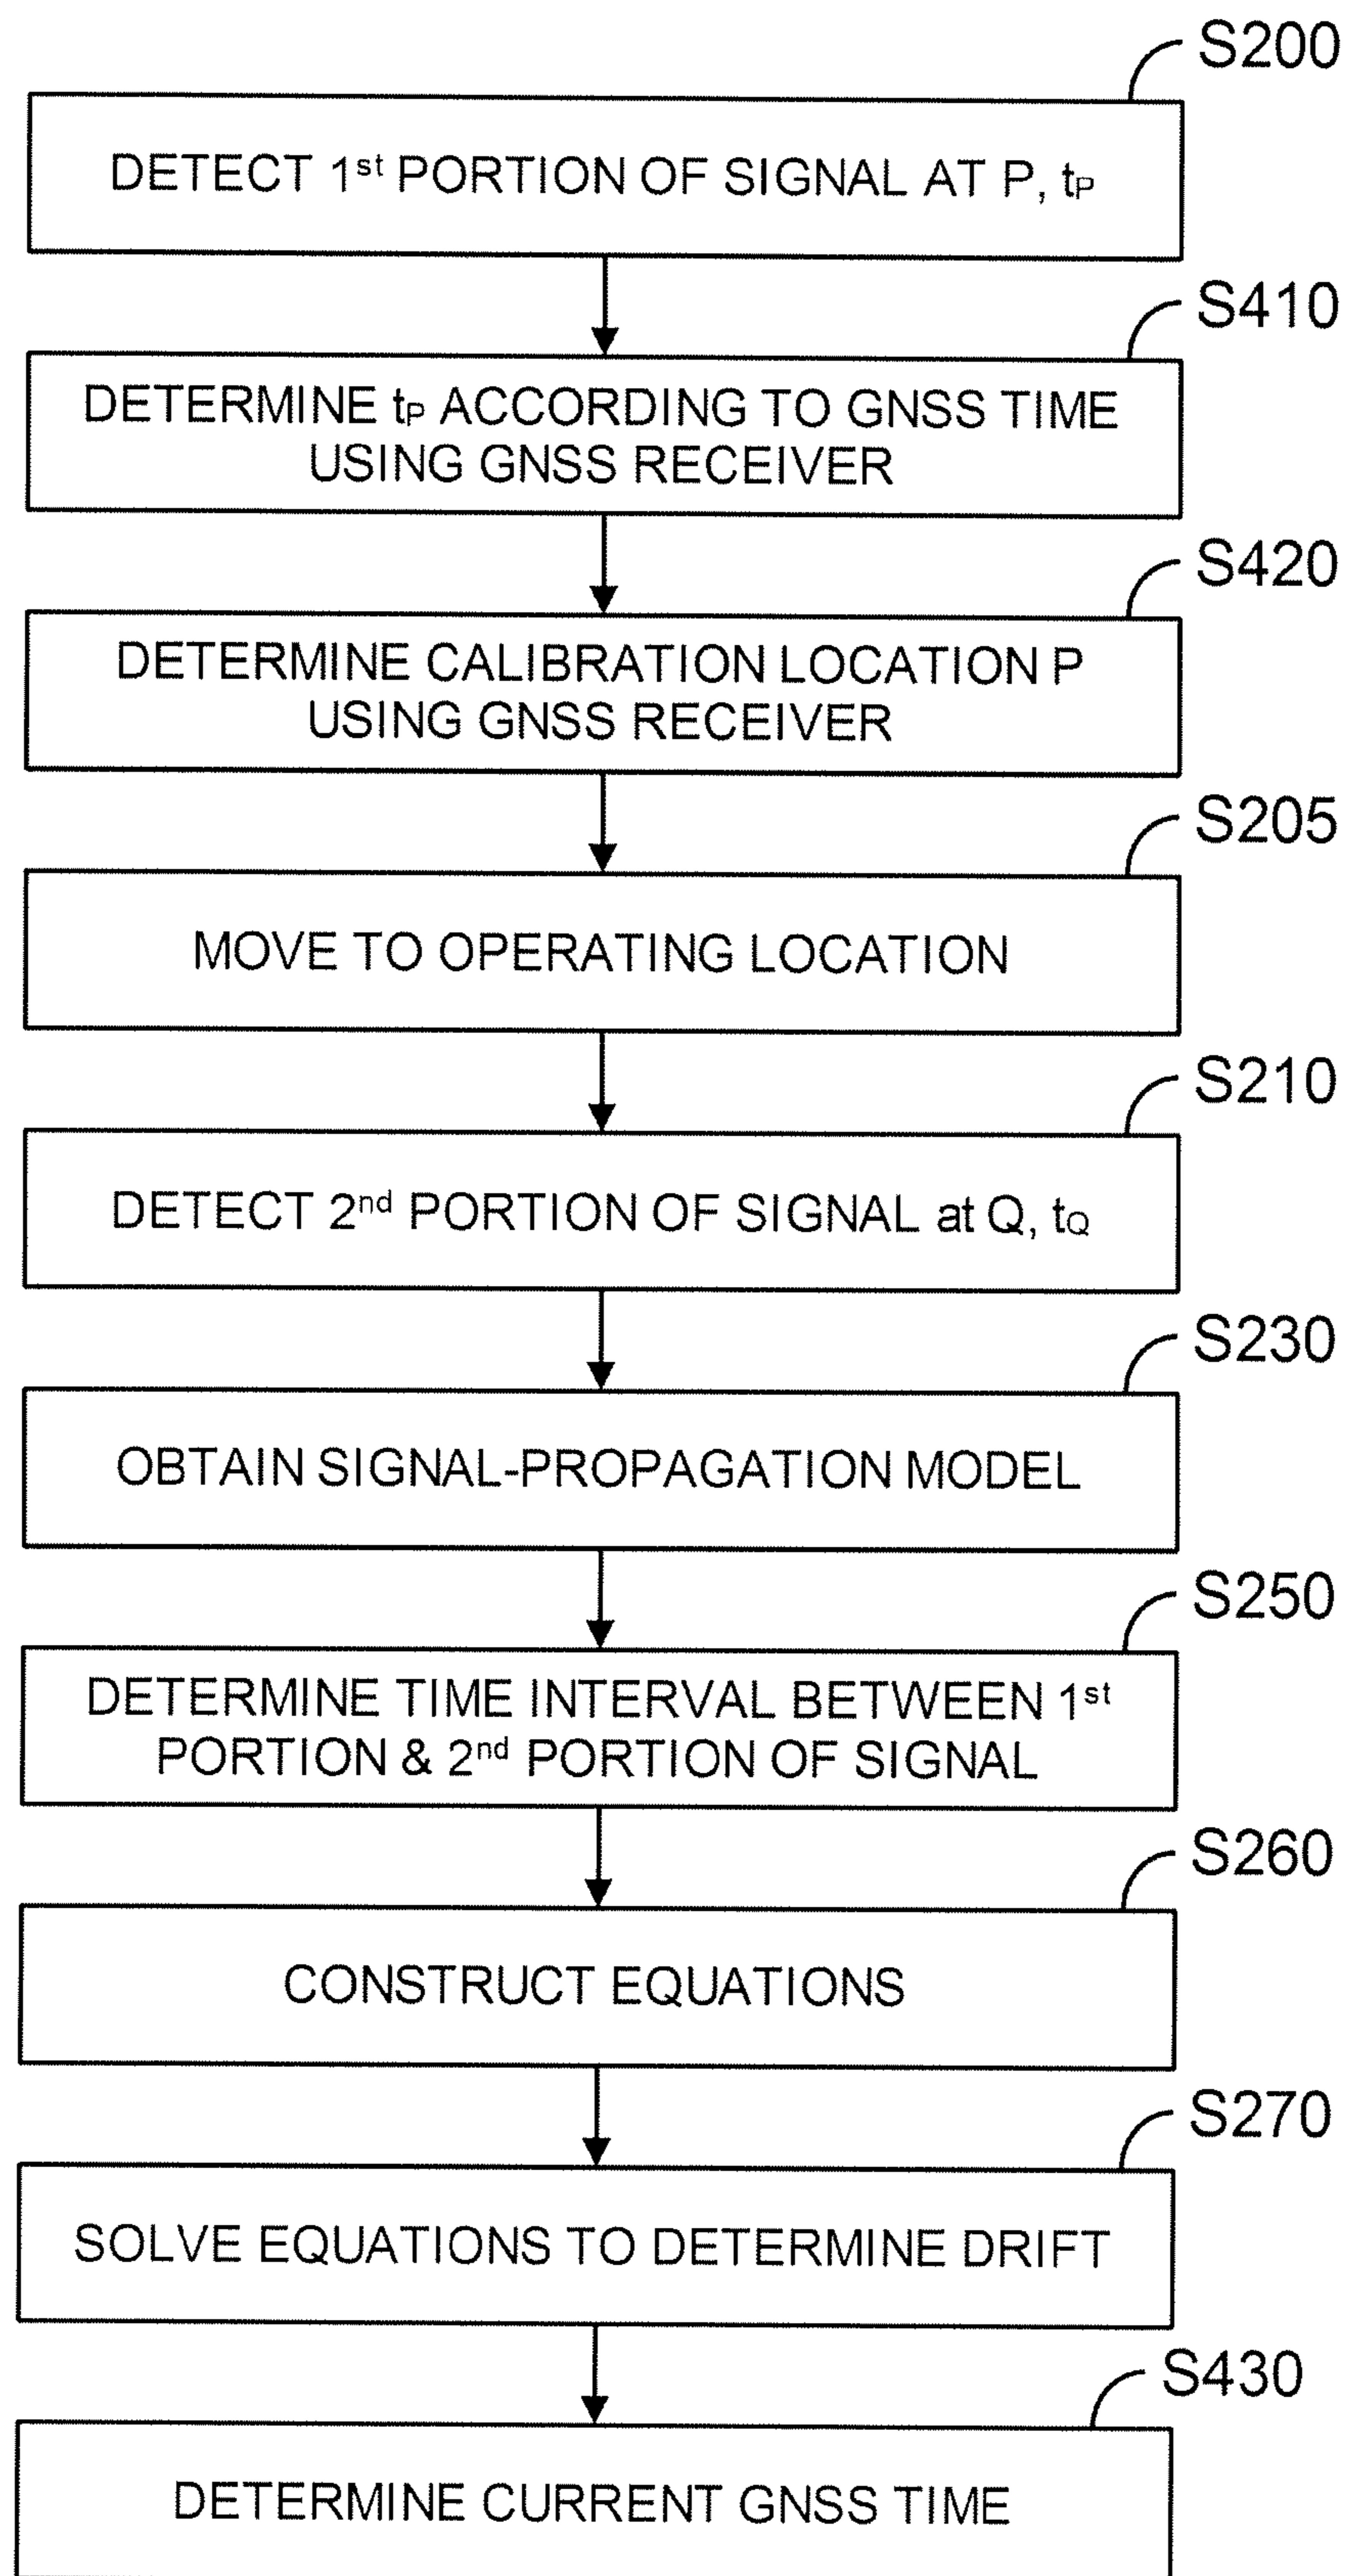 S200
DETECT 1st PORTION OF SIGNAL AT P, tP
S410
DETERMINE tP ACCORDING TO GNSS TIME
USING GNSS RECEIVER
S420
DETERMINE CALIBRATION LOCATION P
USING GNSS RECEIVER
S205
MOVE TO OPERATING LOCATION
S210
DETECT 2nd PORTION OF SIGNAL at Q, tQ
S230
OBTAIN SIGNAL-PROPAGATION MODEL
S250
DETERMINE TIME INTERVAL BETWEEN 1st
PORTION & 2nd PORTION OF SIGNAL
S260
CONSTRUCT EQUATIONS
S270
SOLVE EQUATIONS TO DETERMINE DRIFT
S430
DETERMINE CURRENT GNSS TIME